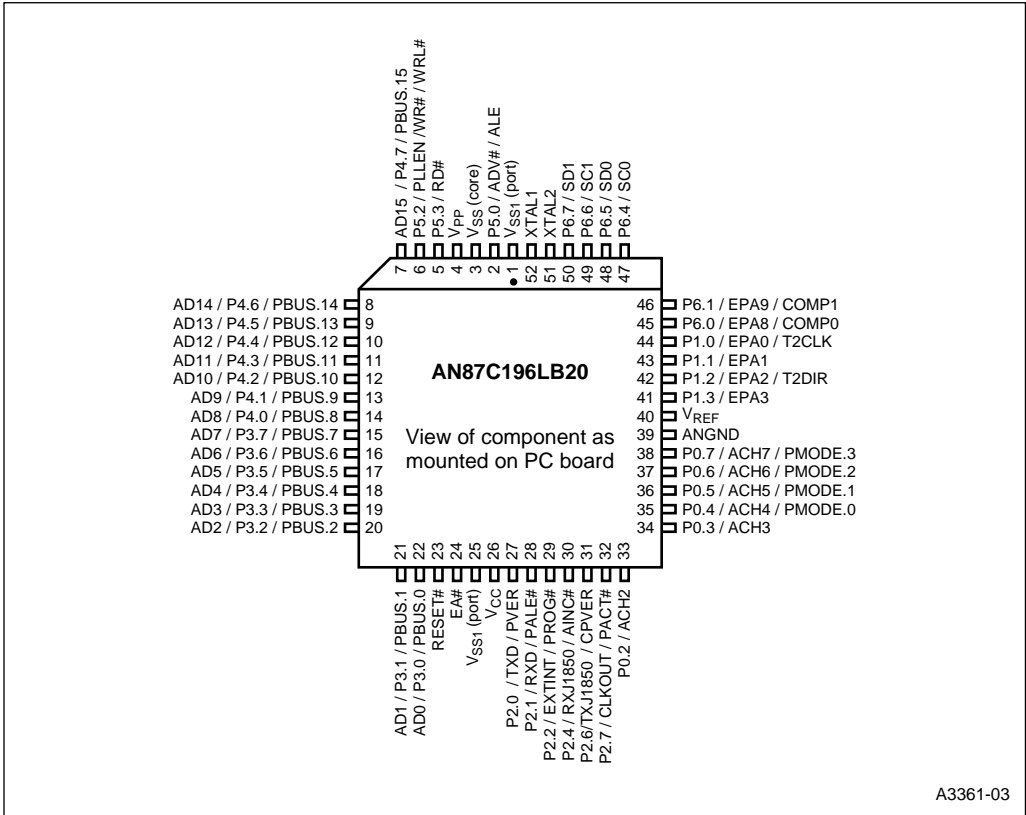 AD15 / P4.7 / PBUS.15
P5.2 / PLLEN /WR# / WRL#
P5.3 / RD#
VPP
VSS (core)
P5.0 / ADV# / ALE
VSS1 (port)
XTAL1
XTAL2
P6.7 / SD1
P6.6 / SC1
P6.5 / SD0
P6.4 / SC0
7
6
5
4
3
2
1
52
51
50
49
48
47
AD14 / P4.6 / PBUS.14 8
AD13 / P4.5 / PBUS.13 9
AD12 / P4.4 / PBUS.12 10
AD11 / P4.3 / PBUS.11 11
AD10 / P4.2 / PBUS.10 12
AD9 / P4.1 / PBUS.9 13
AD8 / P4.0 / PBUS.8 14
AD7 / P3.7 / PBUS.7 15
AD6 / P3.6 / PBUS.6 16
AD5 / P3.5 / PBUS.5 17
AD4 / P3.4 / PBUS.4 18
AD3 / P3.3 / PBUS.3 19
AD2 / P3.2 / PBUS.2 20
AN87C196LB20
View of component as
mounted on PC board
46 P6.1 / EPA9 / COMP1
45 P6.0 / EPA8 / COMP0
44 P1.0 / EPA0 / T2CLK
43 P1.1 / EPA1
42 P1.2 / EPA2 / T2DIR
41 P1.3 / EPA3
40 VREF
39 ANGND
38 P0.7 / ACH7 / PMODE.3
37 P0.6 / ACH6 / PMODE.2
36 P0.5 / ACH5 / PMODE.1
35 P0.4 / ACH4 / PMODE.0
34 P0.3 / ACH3
21
22
23
24
25
26
27
28
29
30
31
32
33
AD1 / P3.1 / PBUS.1
AD0 / P3.0 / PBUS.0
RESET#
EA#
VSS1 (port)
VCC
P2.0 / TXD / PVER
P2.1 / RXD / PALE#
P2.2 / EXTINT / PROG#
P2.4 / RXJ1850 / AINC#
P2.6/TXJ1850 / CPVER
P2.7 / CLKOUT / PACT#
P0.2 / ACH2
A3361-03